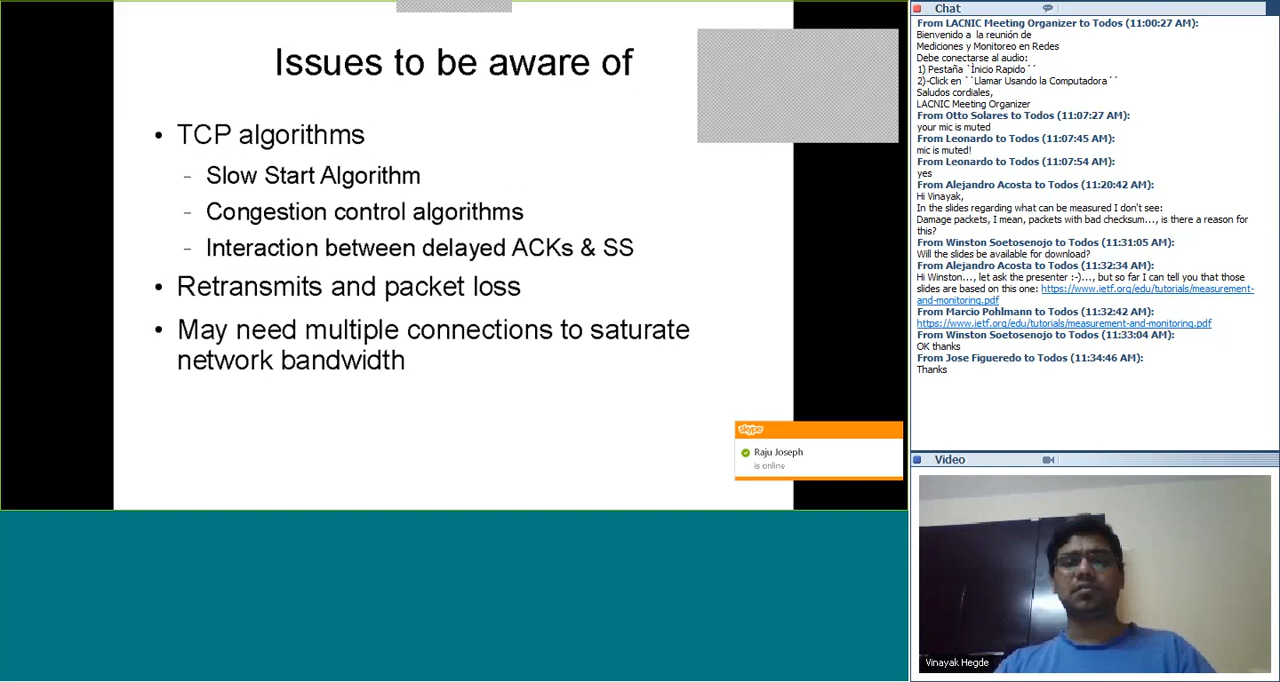 Issues to be aware of
• TCP algorithms
– Slow Start Algorithm
– Congestion control algorithms
– Interaction between delayed ACKs & SS
• Retransmits and packet loss
• May need multiple connections to saturate
network bandwidth
skype
Raju Joseph
is online
Chat
From LACNIC Meeting Organizer to Todos (11:00:27 AM):
Bienvenido a la reunión de
Mediciones y Monitoreo en Redes
Debe conectarse al audio:
1) Pestaña `Ìnicio Rapido´´
2)-Click en ``Llamar Usando la Computadora´´
Saludos cordiales,
LACNIC Meeting Organizer
From Otto Solares to Todos (11:07:27 AM):
your mic is muted
From Leonardo to Todos (11:07:45 AM):
mic is muted!
From Leonardo to Todos (11:07:54 AM):
yes
From Alejandro Acosta to Todos (11:20:42 AM):
Hi Vinayak,
In the slides regarding what can be measured I don't see:
Damage packets, I mean, packets with bad checksum..., is there a reason for
this?
From Winston Soetosenojo to Todos (11:31:05 AM):
Will the slides be available for download?
From Alejandro Acosta to Todos (11:32:34 AM):
Hi Winston..., let ask the presenter :-)..., but so far I can tell you that those
slides are based on this one: https://www.ietf.org/edu/tutorials/measurement-
and-monitoring.pdf
From Marcio Pohlmann to Todos (11:32:42 AM):
https://www.ietf.org/edu/tutorials/measurement-and-monitoring.pdf
From Winston Soetosenojo to Todos (11:33:04 AM):
OK thanks
From Jose Figueredo to Todos (11:34:46 AM):
Thanks
Video
Vinayak Hegde